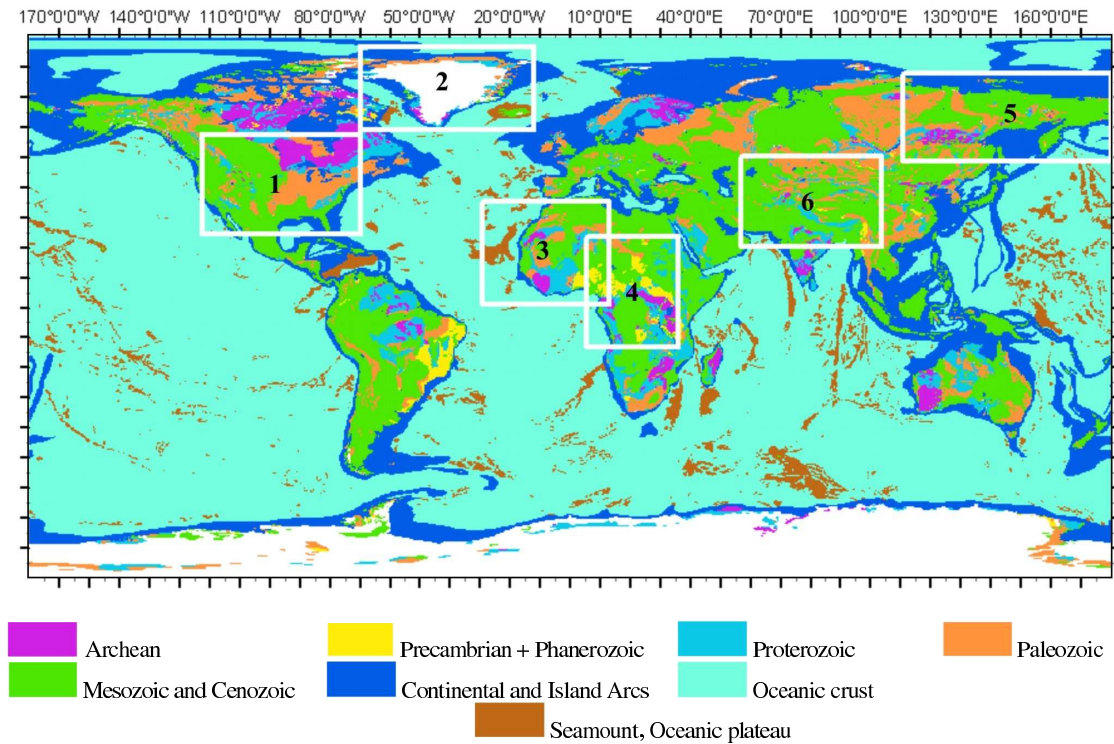 170°0'0"W 140°0'0"W 110°0'0"W 80°0'0"W 50°0'0"W 20°0'0"W 10°0'0"E 40°0'0"E 70°0'0"E 100°0'0"E 130°0'0"E 160°0'0"E
2
5
1
6
3
4
Archean Precambrian + Phanerozoic Proterozoic Paleozoic
Mesozoic and Cenozoic Continental and Island Arcs Oceanic crust
Seamount, Oceanic plateau